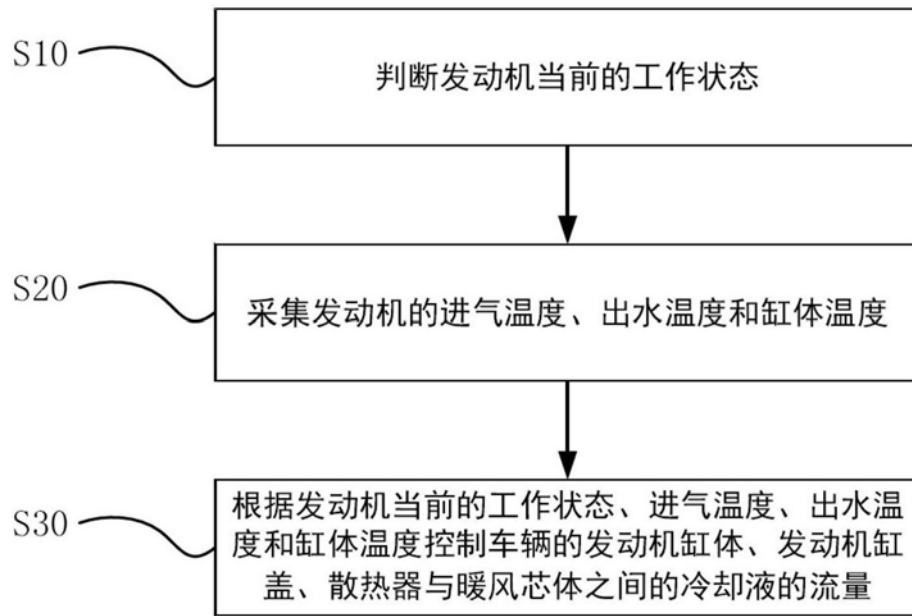 S10
判断发动机当前的工作状态
S20
采集发动机的进气温度、出水温度和缸体温度
S30
根据发动机当前的工作状态、进气温度、出水温
度和缸体温度控制车辆的发动机缸体、发动机缸
盖、散热器与暖风芯体之间的冷却液的流量